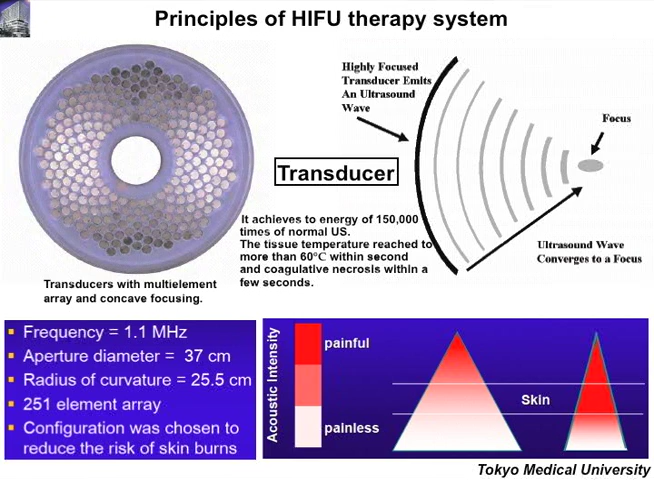 Principles of HIFU therapy system
Highly Focused
Transducer Emits
An Ultrasound
Wave
Focus
Transducer
It achieves to energy of 150,000
times of normal US.
The tissue temperature reached to
more than 60°C within second
and coagulative necrosis within a
few seconds.
Ultrasound Wave
Converges to a Focus
Transducers with multielement
array and concave focusing.
Frequency = 1.1 MHz
Aperture diameter = 37 cm
Radius of curvature = 25.5 cm
251 element array
Configuration was chosen to
reduce the risk of skin burns
Acoustic Intensity
painful
painless
Skin
Tokyo Medical University